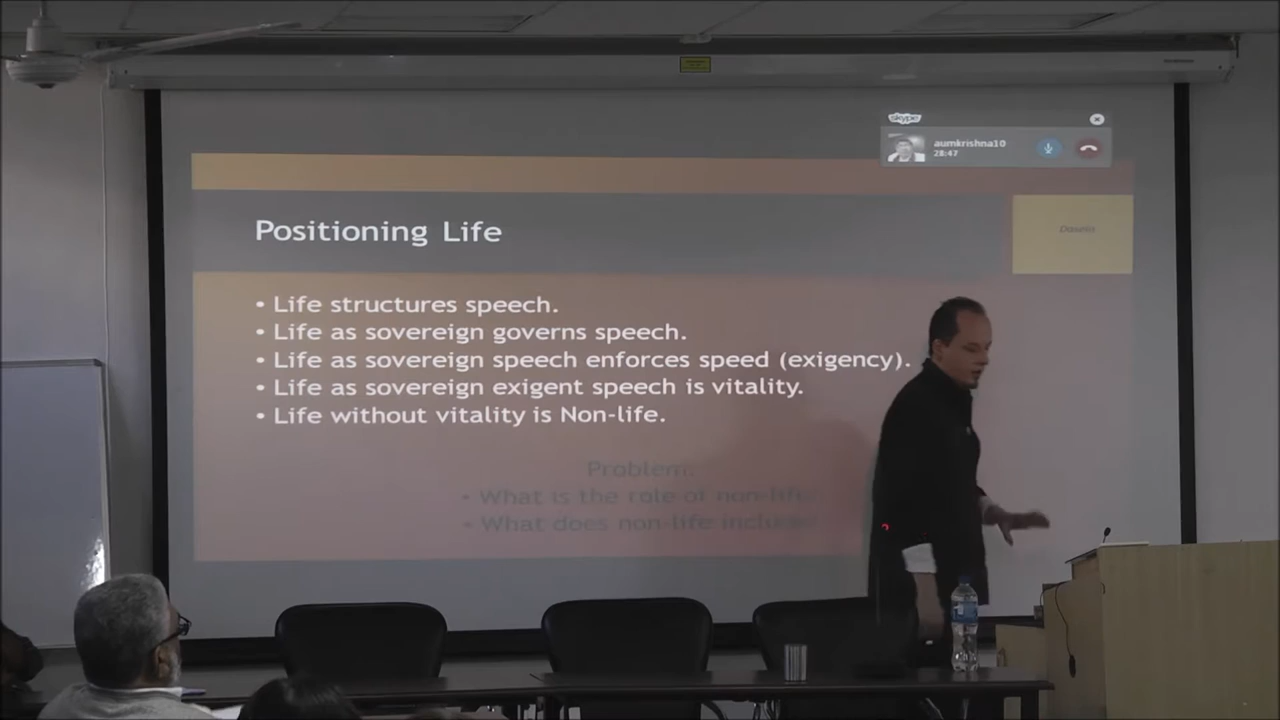 skype
aumkrishna10
28:47
Positioning Life
Dasein
• Life structures speech.
• Life as sovereign governs speech.
• Life as sovereign speech enforces speed (exigency).
• Life as sovereign exigent speech is vitality.
• Life without vitality is Non-life.
Problem:
• What is the role of non-life
• What does non-life include